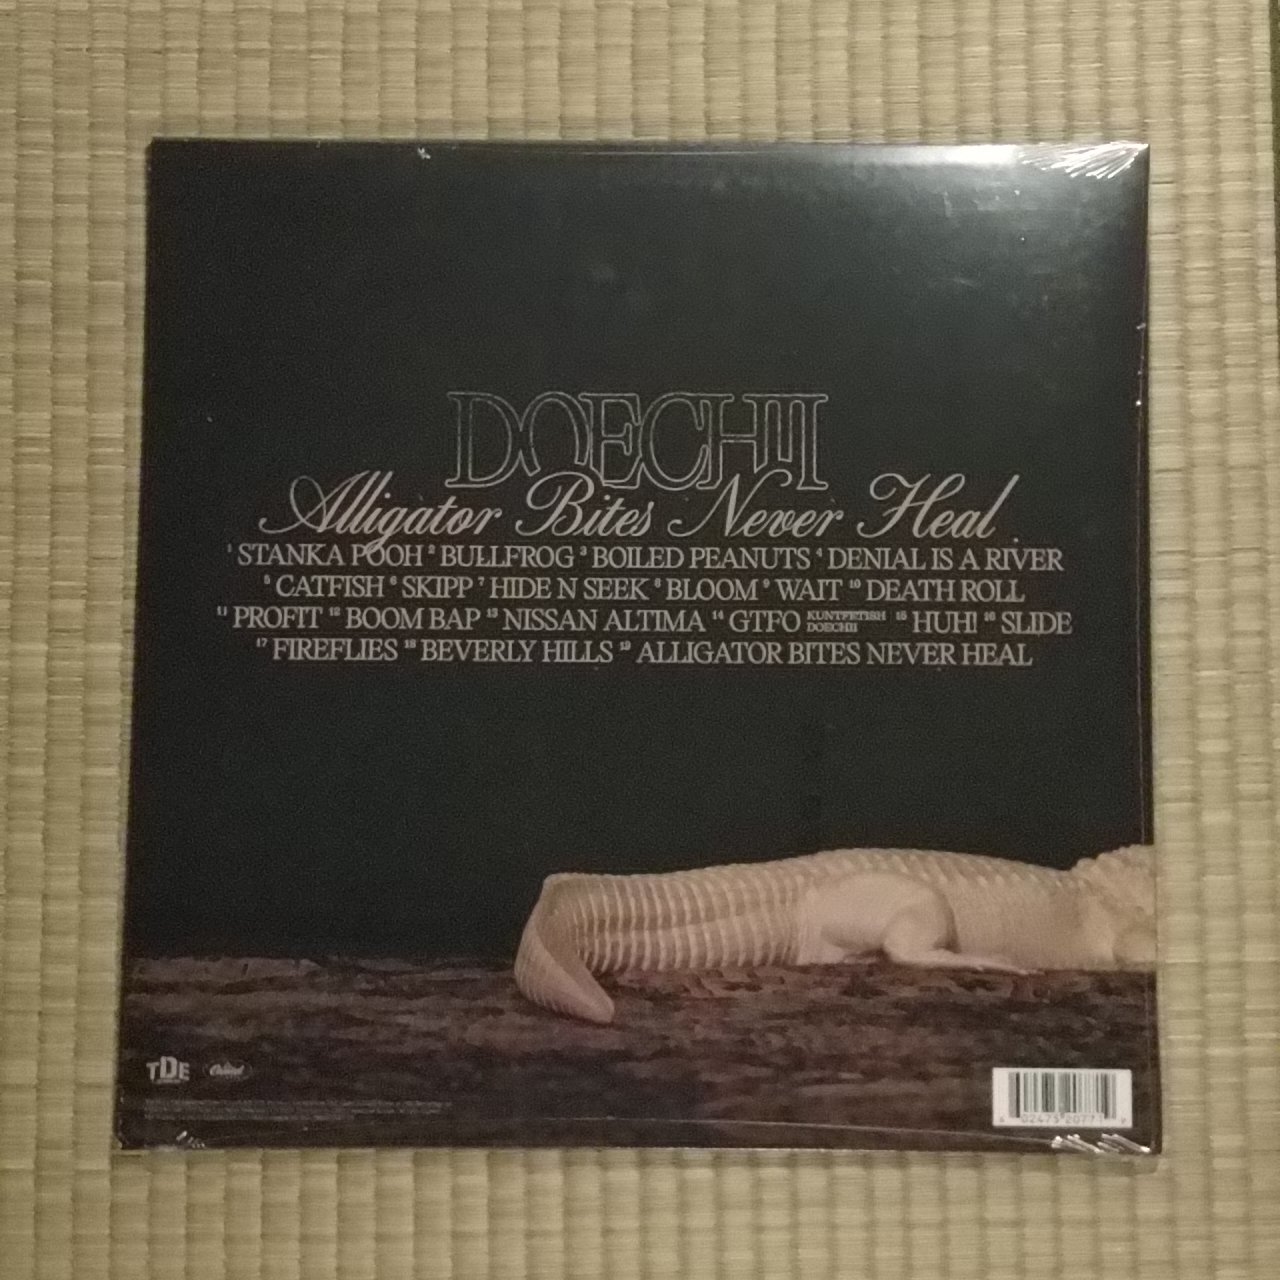 DOECHII
Alligator Bites Never Heal
1 STANKA POOH 2 BULLFROG 3 BOILED PEANUTS 4 DENIAL IS A RIVER
5 CATFISH 6 SKIPP 7 HIDE N SEEK 8 BLOOM 9 WAIT 10 DEATH ROLL
11 PROFIT 12 BOOM BAP 13 NISSAN ALTIMA 14 GTFO KUNTFETISH DOECHII 15 HUH! 16 SLIDE
17 FIREFLIES 18 BEVERLY HILLS 19 ALLIGATOR BITES NEVER HEAL
TDE Capitol